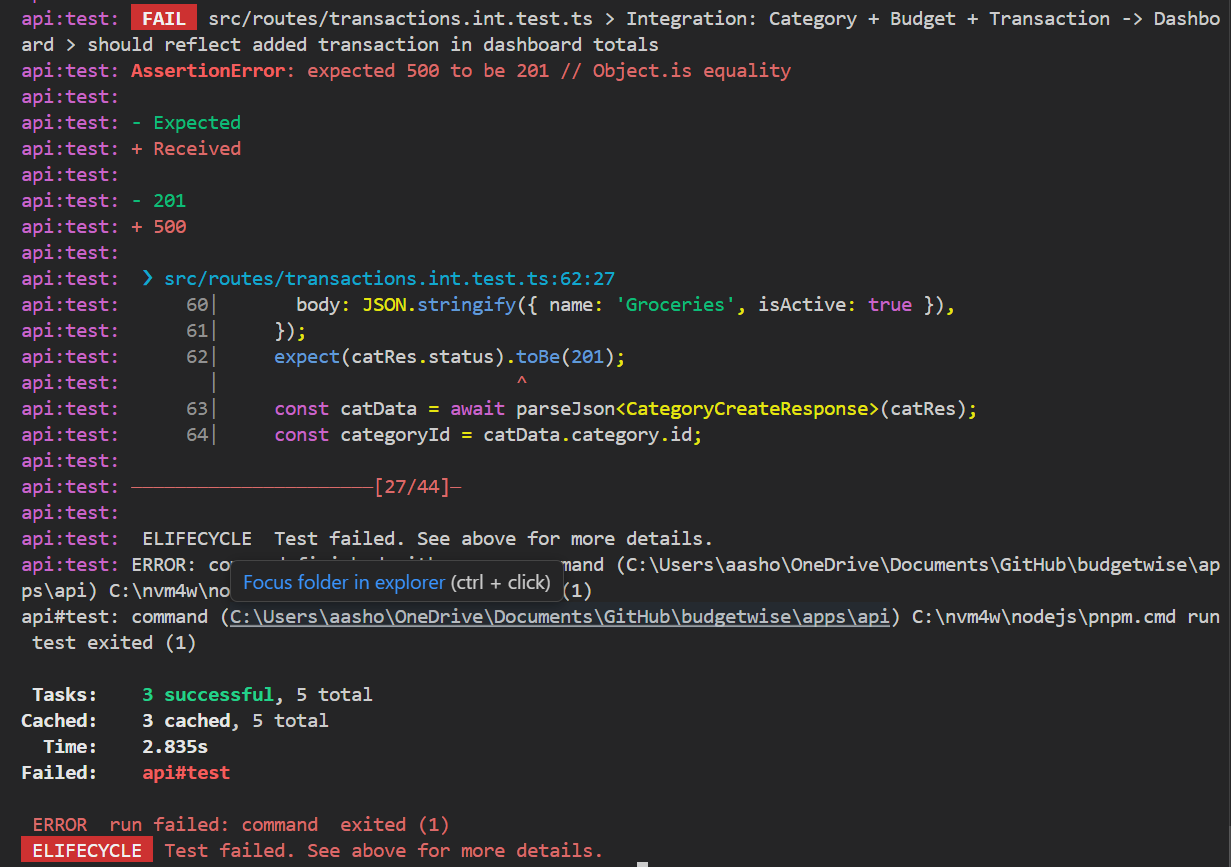 api:test: FAIL src/routes/transactions.int.test.ts > Integration: Category + Budget + Transaction -> Dashbo
ard > should reflect added transaction in dashboard totals
api:test: AssertionError: expected 500 to be 201 // Object.is equality
api:test:
api:test: - Expected
api:test: + Received
api:test:
api:test: - 201
api:test: + 500
api:test:
api:test: ❯ src/routes/transactions.int.test.ts:62:27
api:test: 60| body: JSON.stringify({ name: 'Groceries', isActive: true }),
api:test: 61| });
api:test: 62| expect(catRes.status).toBe(201);
api:test: | ^
api:test: 63| const catData = await parseJson<CategoryCreateResponse>(catRes);
api:test: 64| const categoryId = catData.category.id;
api:test:
api:test: ⎯⎯⎯⎯⎯⎯⎯⎯⎯⎯⎯⎯⎯⎯⎯⎯⎯⎯⎯⎯⎯⎯[27/44]⎯
api:test:
api:test: ELIFECYCLE Test failed. See above for more details.
api:test: ERROR: mand (C:\Users\aasho\OneDrive\Documents\GitHub\budgetwise\ap
Focus folder in explorer (ctrl + click)
ps\api) C:\nvm4w\no (1)
api#test: command (C:\Users\aasho\OneDrive\Documents\GitHub\budgetwise\apps\api) C:\nvm4w\nodejs\pnpm.cmd run
test exited (1)
Tasks: 3 successful, 5 total
Cached: 3 cached, 5 total
Time: 2.835s
Failed: api#test
ERROR run failed: command exited (1)
ELIFECYCLE Test failed. See above for more details.